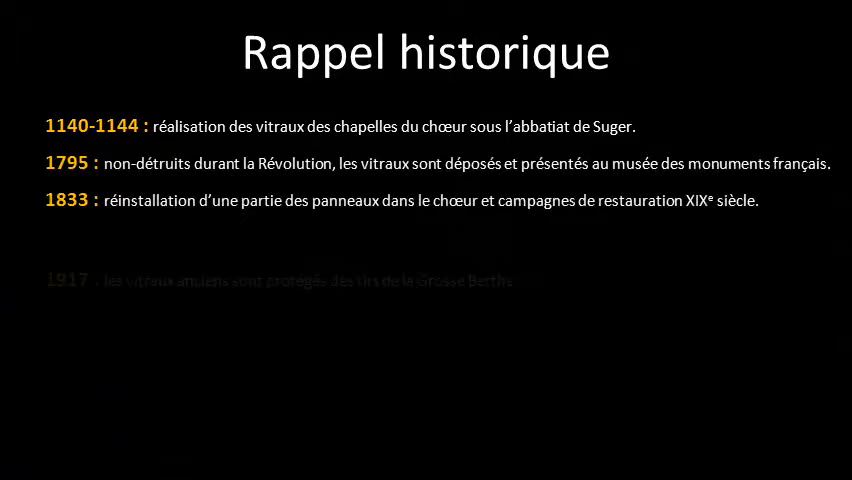 Rappel historique
1140-1144 : réalisation des vitraux des chapelles du chœur sous l’abbatiat de Suger.
1795 : non-détruits durant la Révolution, les vitraux sont déposés et présentés au musée des monuments français.
1833 : réinstallation d’une partie des panneaux dans le chœur et campagnes de restauration XIXᵉ siècle.
1917 : les vitraux anciens sont protégés des tirs de la Grosse Bertha